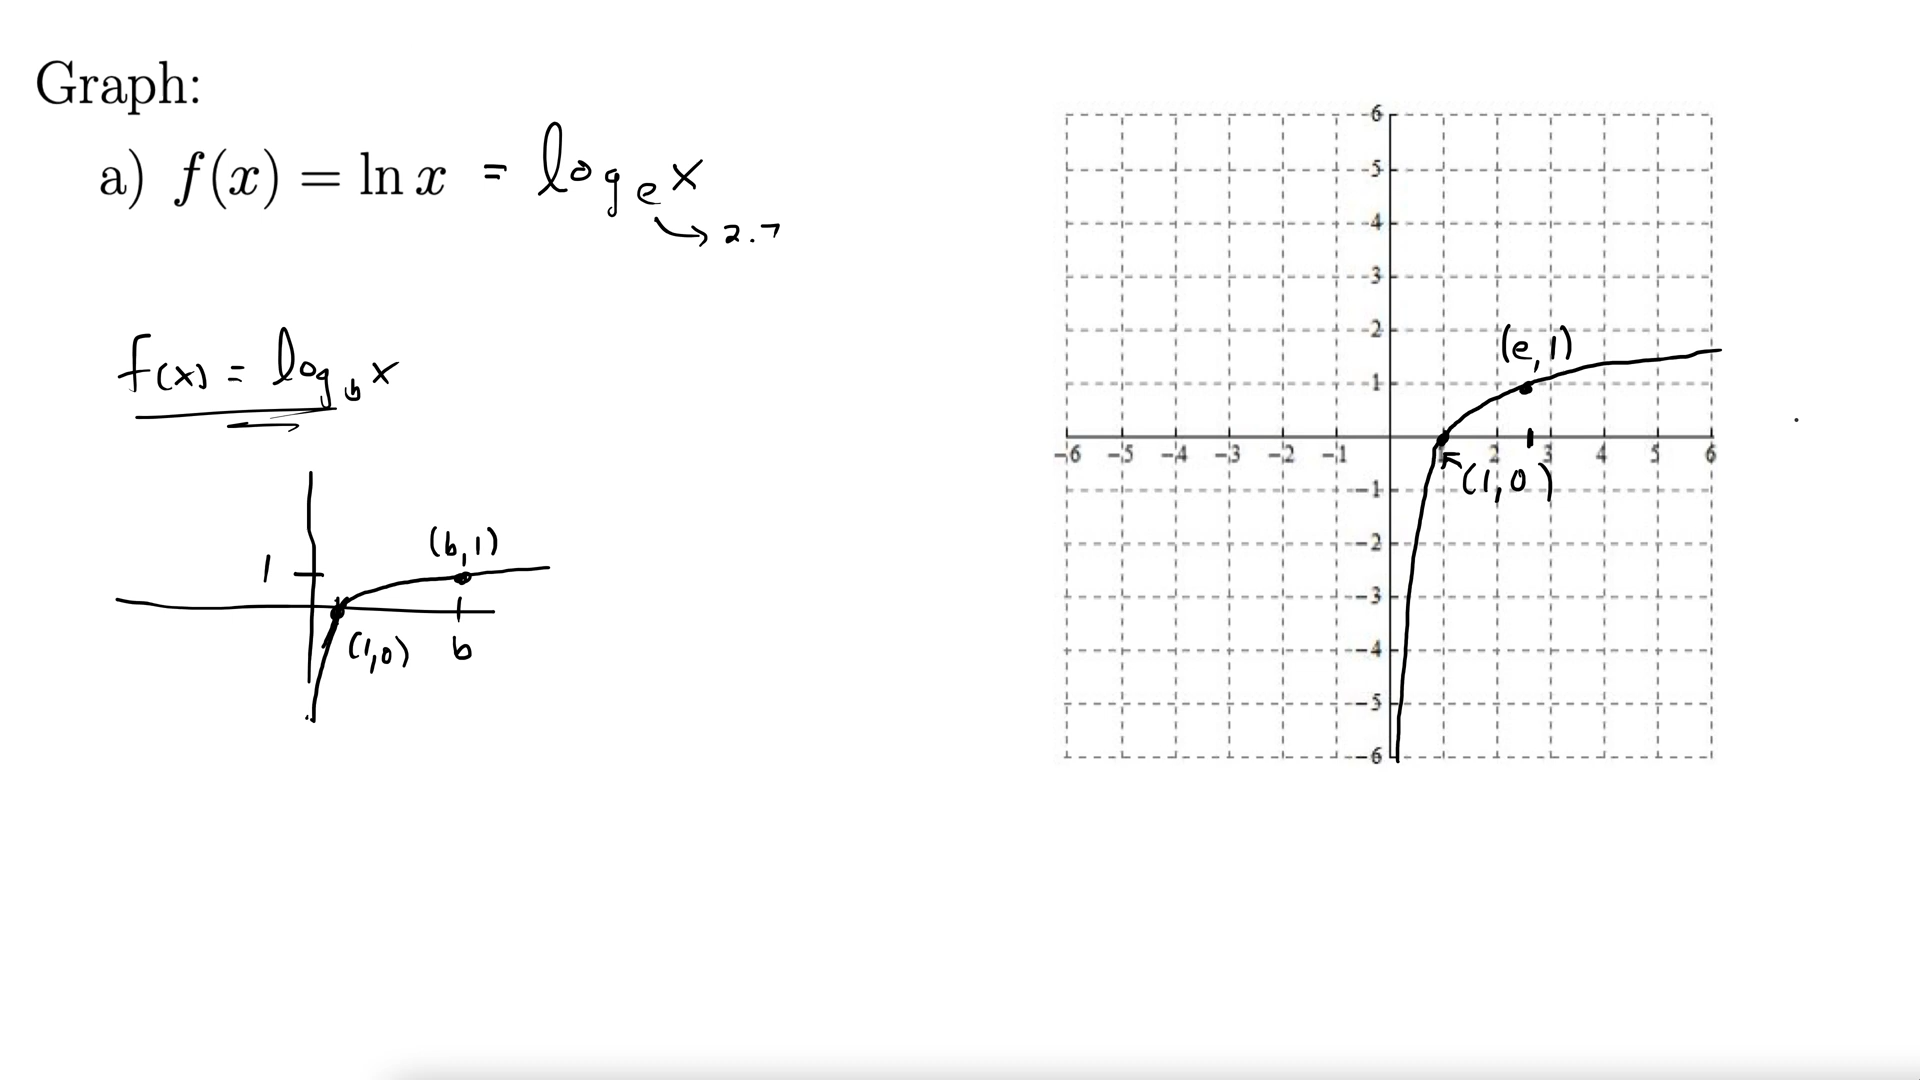 Graph:
a) f(x) = ln x = log_e x
→ 2.7
f(x) = log_b x
1
(b,1)
(1,0)
b
6
5
4
3
2
(e,1)
1
-6 -5 -4 -3 -2 -1 2 3 4 5 6
(1,0)
-1
-2
-3
-4
-5
-6